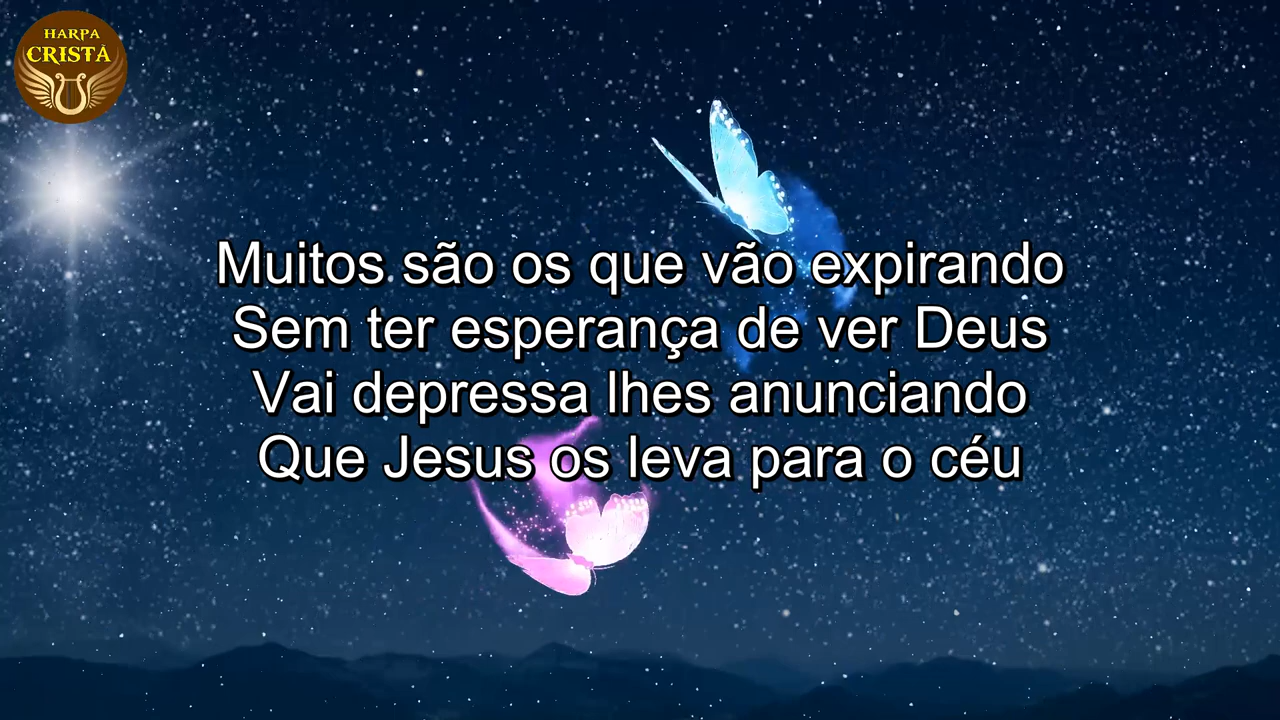 HARPA
CRISTÃ
Muitos são os que vão expirando
Sem ter esperança de ver Deus
Vai depressa lhes anunciando
Que Jesus os leva para o céu